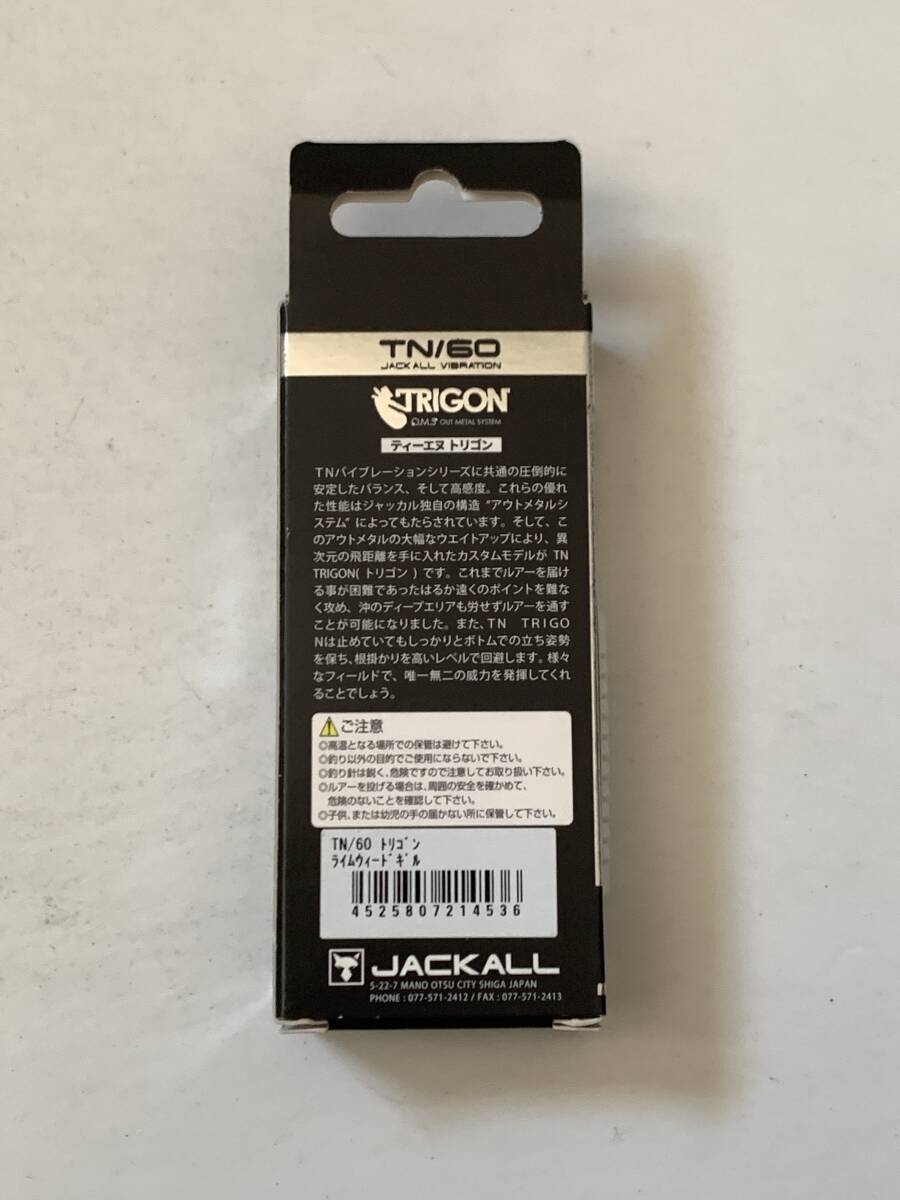 TN/60
JACKALL VIBRATION
TRIGON
O.M.S OUT METAL SYSTEM
ティーエヌ トリゴン
TNバイブレーションシリーズに共通の圧倒的に
安定したバランス、そして高感度。これらの優れ
た性能はジャッカル独自の構造 "アウトメタルシ
ステム" によってもたらされています。そして、こ
のアウトメタルの大幅なウエイトアップにより、異
次元の飛距離を手に入れたカスタムモデルが TN
TRIGON( トリゴン ) です。これまでルアーを届け
る事が困難であったはるか遠くのポイントを難な
く攻め、沖のディープエリアも労せずルアーを通す
ことが可能になりました。また、TN TRIGO
Nは止めていてもしっかりとボトムでの立ち姿勢
を保ち、根掛かりを高いレベルで回避します。様々
なフィールドで、唯一無二の威力を発揮してくれ
ることでしょう。
ご注意
◎高温となる場所での保管は避けて下さい。
◎釣り以外の目的でご使用にならないで下さい。
◎釣り針は鋭く、危険ですので注意してお取り扱い下さい。
◎ルアーを投げる場合は、周囲の安全を確かめて、
危険のないことを確認して下さい。
◎子供、または幼児の手の届かない所に保管して下さい。
TN/60 ﾄﾘｺﾞﾝ
ﾗｲﾑｳｨｰﾄﾞｷﾞﾙ
4525807214536
JACKALL
5-22-7 MANO OTSU CITY SHIGA JAPAN
PHONE : 077-571-2412 / FAX : 077-571-2413